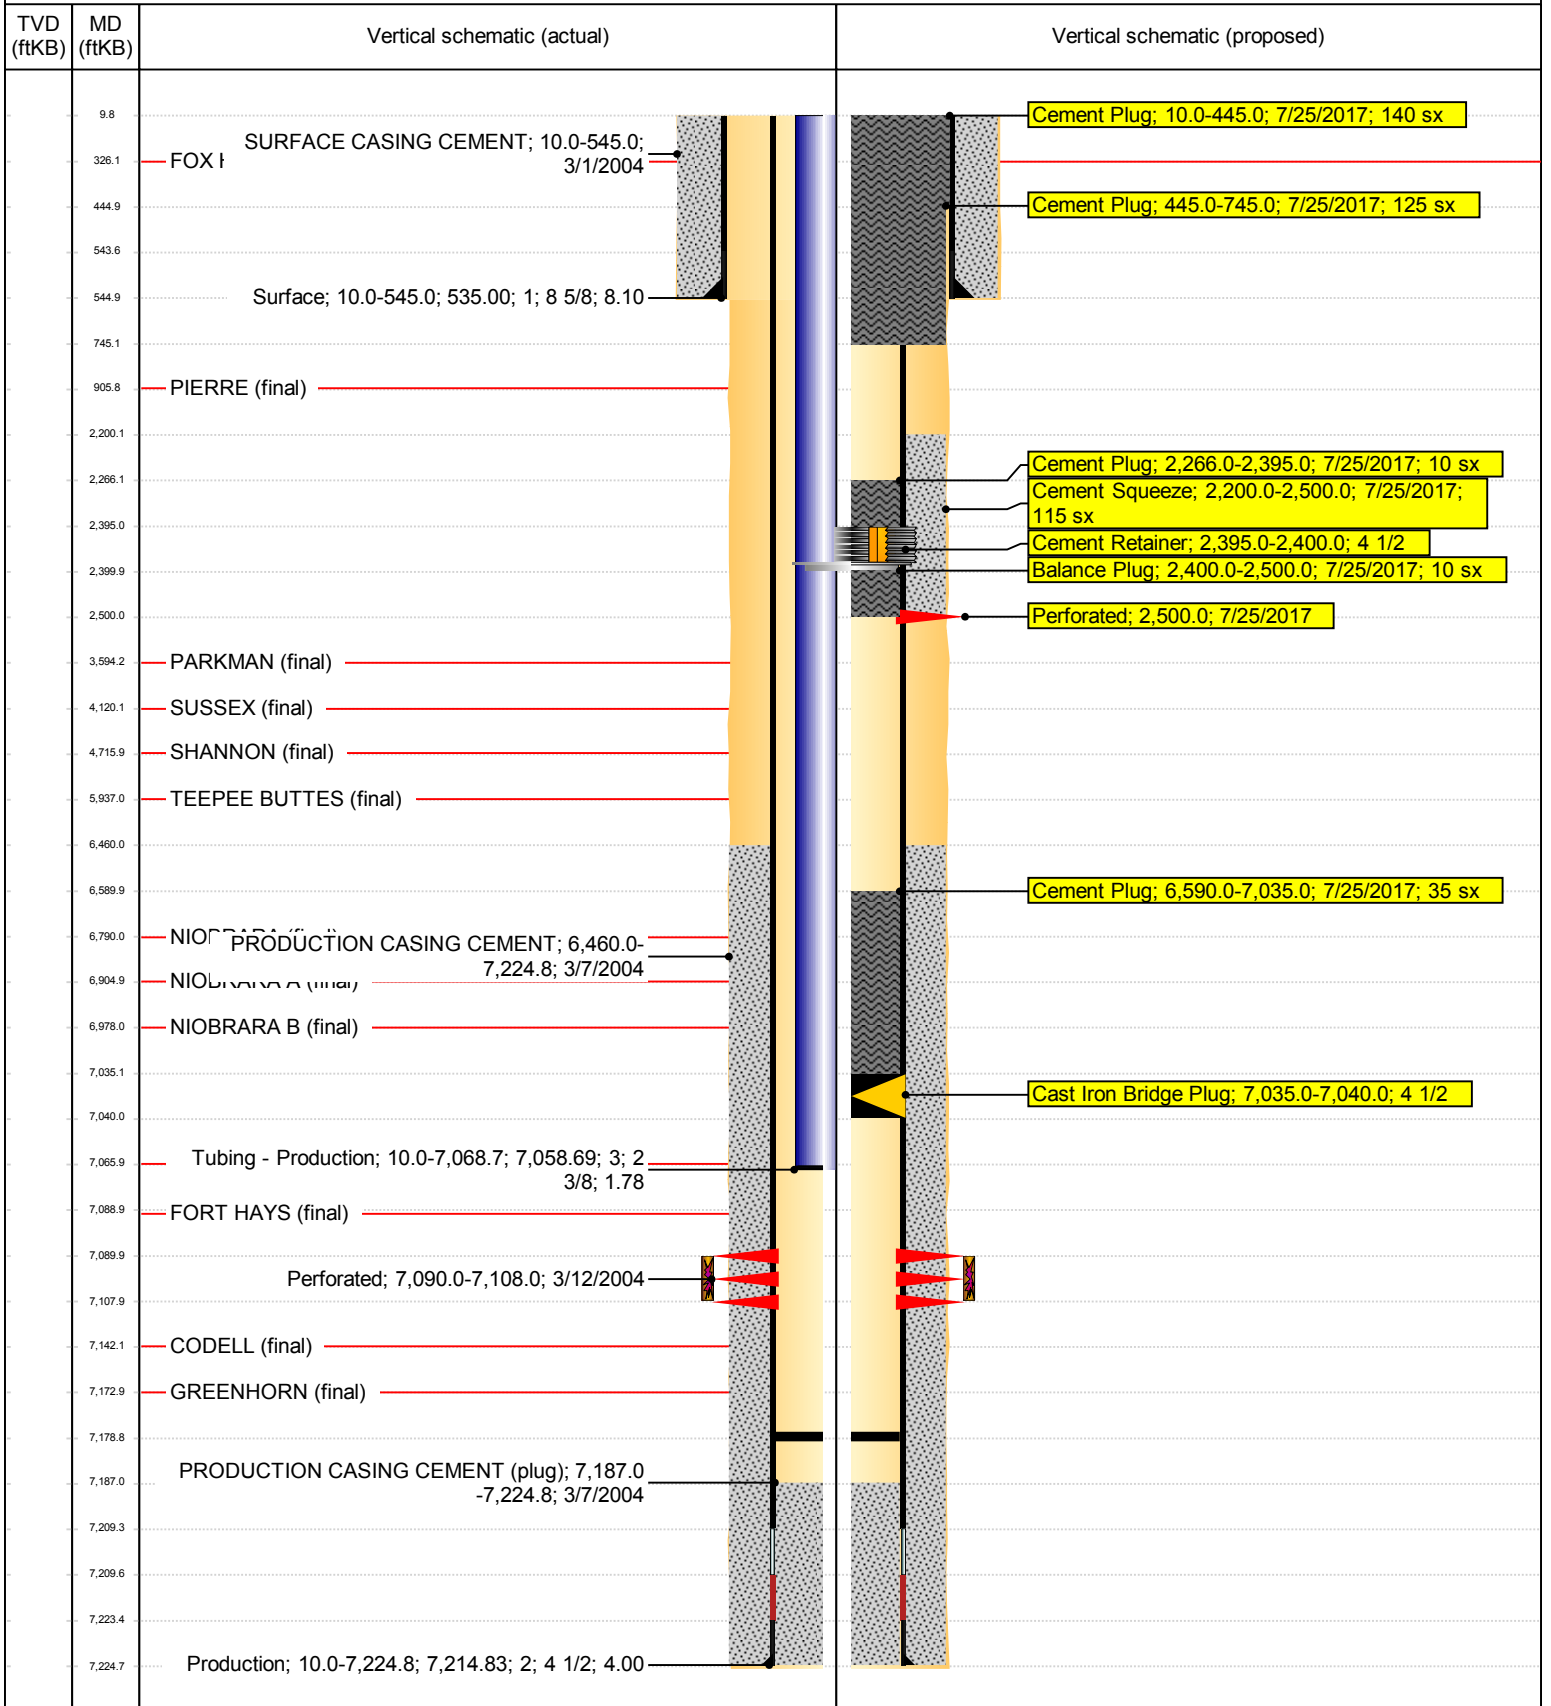 TVD (ftKB)
MD (ftKB)
Vertical schematic (actual)
Vertical schematic (proposed)
9.8
Cement Plug; 10.0-445.0; 7/25/2017; 140 sx
SURFACE CASING CEMENT; 10.0-545.0;
3/1/2004
326.1
FOX
444.9
Cement Plug; 445.0-745.0; 7/25/2017; 125 sx
543.6
544.9
Surface; 10.0-545.0; 535.00; 1; 8 5/8; 8.10
745.1
905.8
PIERRE (final)
2,200.1
Cement Plug; 2,266.0-2,395.0; 7/25/2017; 10 sx
2,266.1
Cement Squeeze; 2,200.0-2,500.0; 7/25/2017;
115 sx
2,395.0
Cement Retainer; 2,395.0-2,400.0; 4 1/2
2,399.9
Balance Plug; 2,400.0-2,500.0; 7/25/2017; 10 sx
2,500.0
Perforated; 2,500.0; 7/25/2017
3,594.2
PARKMAN (final)
4,120.1
SUSSEX (final)
4,715.9
SHANNON (final)
5,937.0
TEEPEE BUTTES (final)
6,460.0
6,589.9
Cement Plug; 6,590.0-7,035.0; 7/25/2017; 35 sx
6,790.0
NIOBRARA (final)
PRODUCTION CASING CEMENT; 6,460.0-
7,224.8; 3/7/2004
6,904.9
NIOBRARA A (final)
6,978.0
NIOBRARA B (final)
7,035.1
Cast Iron Bridge Plug; 7,035.0-7,040.0; 4 1/2
7,040.0
7,065.9
Tubing - Production; 10.0-7,068.7; 7,058.69; 3; 2
3/8; 1.78
7,088.9
FORT HAYS (final)
7,089.9
Perforated; 7,090.0-7,108.0; 3/12/2004
7,107.9
7,142.1
CODELL (final)
7,172.9
GREENHORN (final)
7,178.8
PRODUCTION CASING CEMENT (plug); 7,187.0
-7,224.8; 3/7/2004
7,187.0
7,209.3
7,209.6
7,223.4
7,224.7
Production; 10.0-7,224.8; 7,214.83; 2; 4 1/2; 4.00